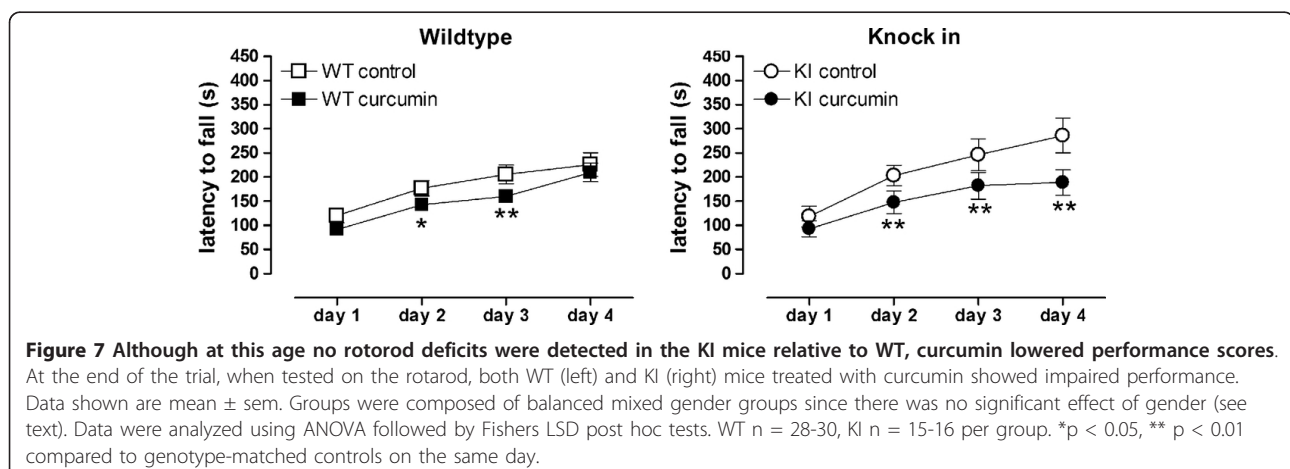 Wildtype
450
400
350
300
250
200
150
100
50
0
latency to fall (s)
WT control
WT curcumin
*
**
day 1 day 2 day 3 day 4
Knock in
450
400
350
300
250
200
150
100
50
0
latency to fall (s)
KI control
KI curcumin
** ** **
day 1 day 2 day 3 day 4
Figure 7 Although at this age no rotorod deficits were detected in the KI mice relative to WT, curcumin lowered performance scores.
At the end of the trial, when tested on the rotarod, both WT (left) and KI (right) mice treated with curcumin showed impaired performance.
Data shown are mean ± sem. Groups were composed of balanced mixed gender groups since there was no significant effect of gender (see
text). Data were analyzed using ANOVA followed by Fishers LSD post hoc tests. WT n = 28-30, KI n = 15-16 per group. *p < 0.05, ** p < 0.01
compared to genotype-matched controls on the same day.